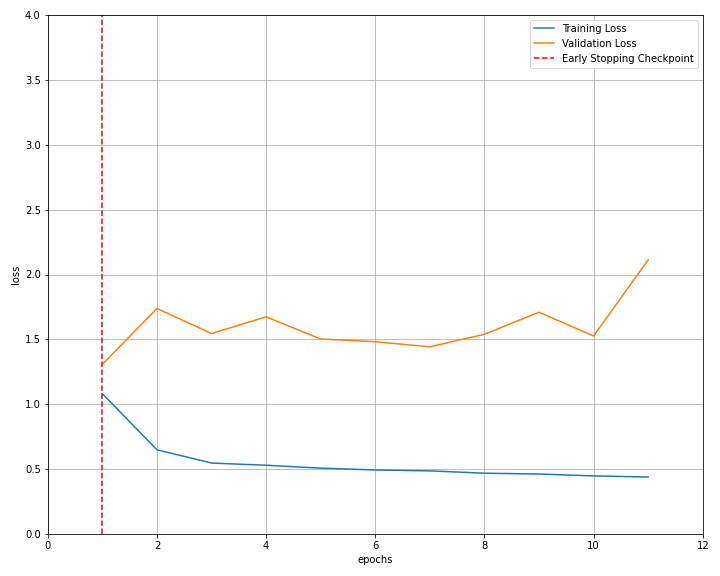 4.0
3.5
3.0
2.5
2.0
1.5
1.0
0.5
0.0
loss
0 2 4 6 8 10 12
epochs
Training Loss
Validation Loss
Early Stopping Checkpoint